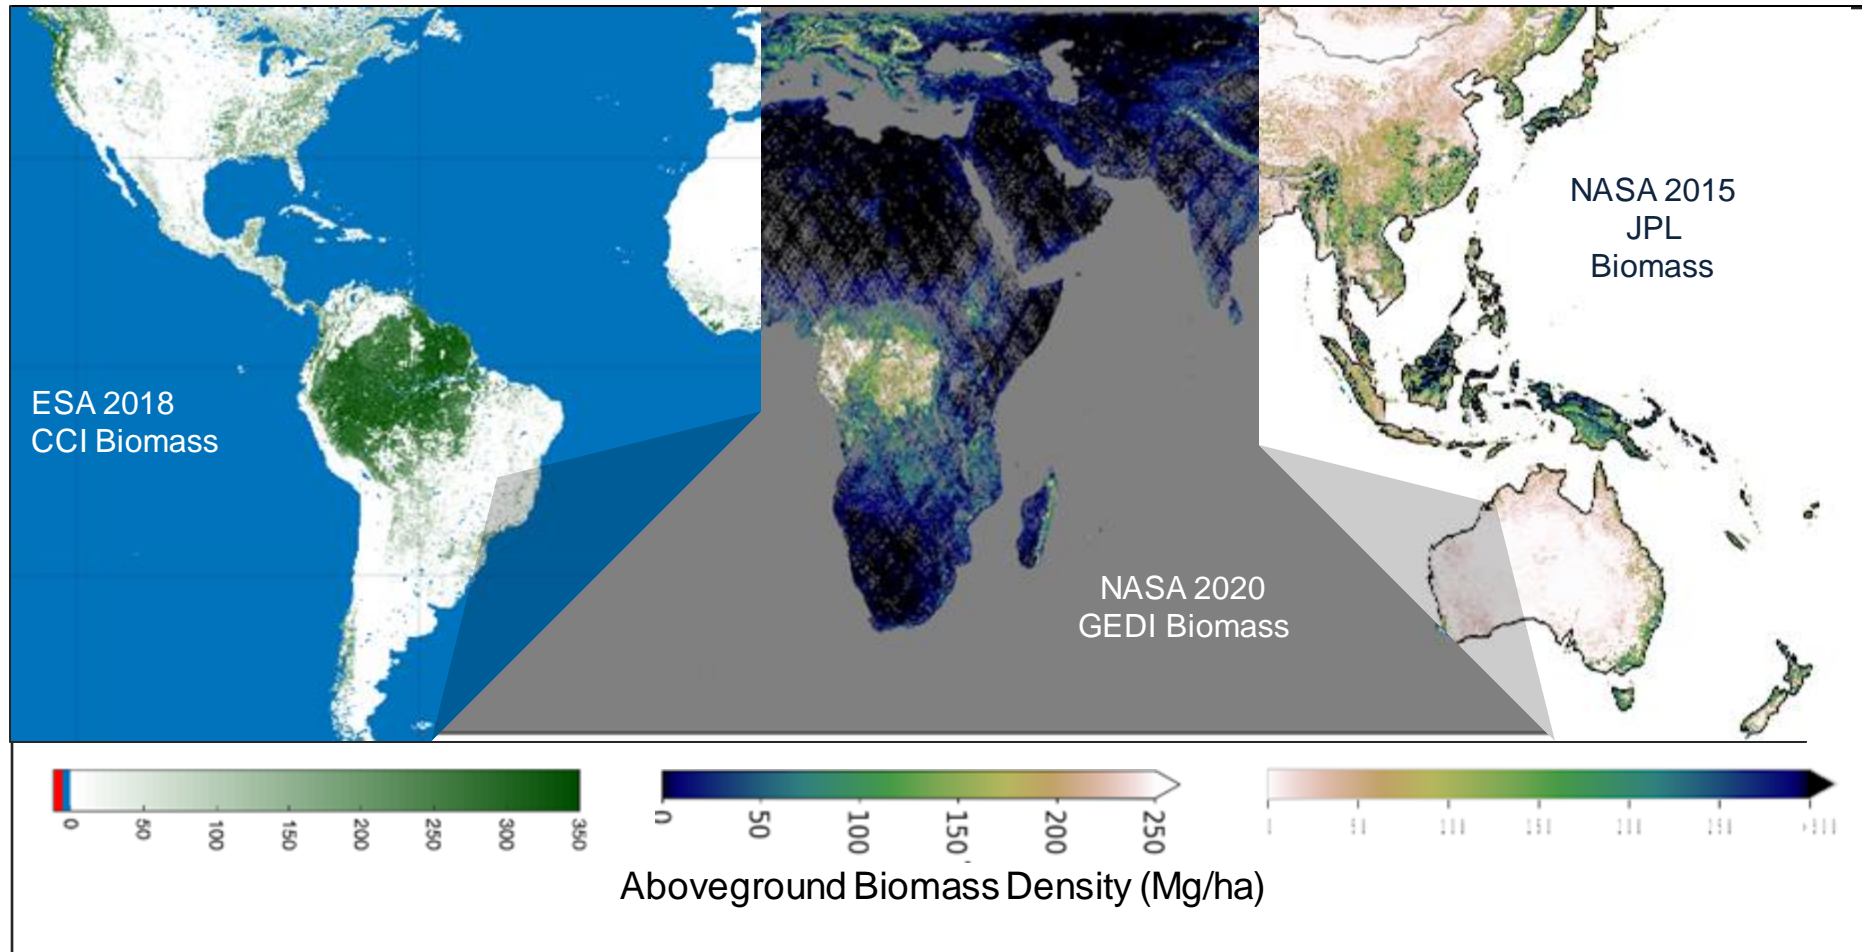 NASA 2015
JPL
Biomass
ESA 2018
CCI Biomass
NASA 2020
GEDI Biomass
0 50 100 150 200 250 300 350
0 50 100 150 200 250
Aboveground Biomass Density (Mg/ha)